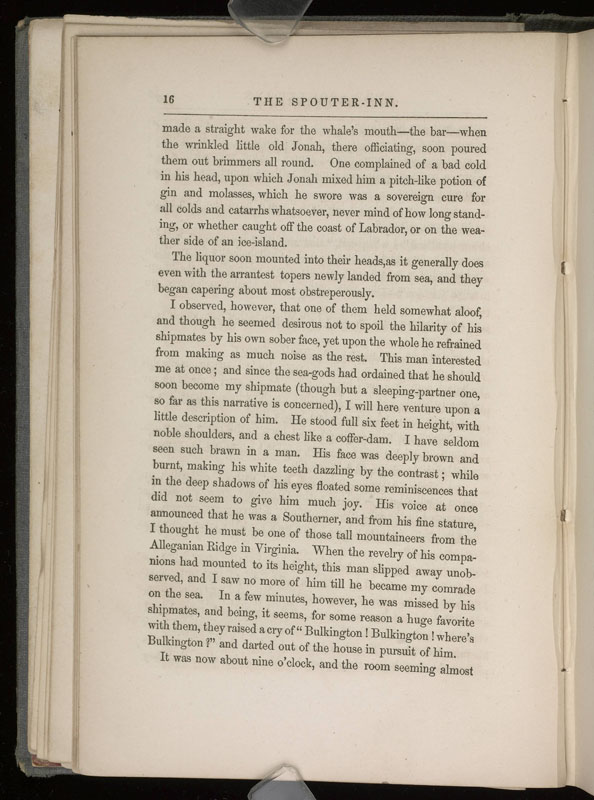 16 THE SPOUTER-INN.
made a straight wake for the whale's mouth—the bar—when
the wrinkled little old Jonah, there officiating, soon poured
them out brimmers all round. One complained of a bad cold
in his head, upon which Jonah mixed him a pitch-like potion of
gin and molasses, which he swore was a sovereign cure for
all colds and catarrhs whatsoever, never mind of how long stand-
ing, or whether caught off the coast of Labrador, or on the wea-
ther side of an ice-island.
The liquor soon mounted into their heads,as it generally does
even with the arrantest topers newly landed from sea, and they
began capering about most obstreperously.
I observed, however, that one of them held somewhat aloof,
and though he seemed desirous not to spoil the hilarity of his
shipmates by his own sober face, yet upon the whole he refrained
from making as much noise as the rest. This man interested
me at once; and since the sea-gods had ordained that he should
soon become my shipmate (though but a sleeping-partner one,
so far as this narrative is concerned), I will here venture upon a
little description of him. He stood full six feet in height, with
noble shoulders, and a chest like a coffer-dam. I have seldom
seen such brawn in a man. His face was deeply brown and
burnt, making his white teeth dazzling by the contrast; while
in the deep shadows of his eyes floated some reminiscences that
did not seem to give him much joy. His voice at once
announced that he was a Southerner, and from his fine stature,
I thought he must be one of those tall mountaineers from the
Alleganian Ridge in Virginia. When the revelry of his compa-
nions had mounted to its height, this man slipped away unob-
served, and I saw no more of him till he became my comrade
on the sea. In a few minutes, however, he was missed by his
shipmates, and being, it seems, for some reason a huge favorite
with them, they raised a cry of "Bulkington! Bulkington! where's
Bulkington?" and darted out of the house in pursuit of him.
It was now about nine o'clock, and the room seeming almost